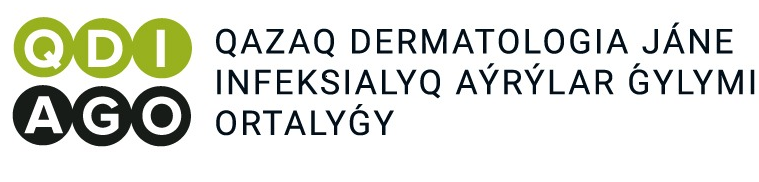 QDI
AGO
QAZAQ DERMATOLOGIA JÁNE
INFEKSIALYQ AÝRÝLAR ǴYLYMI
ORTALYǴY